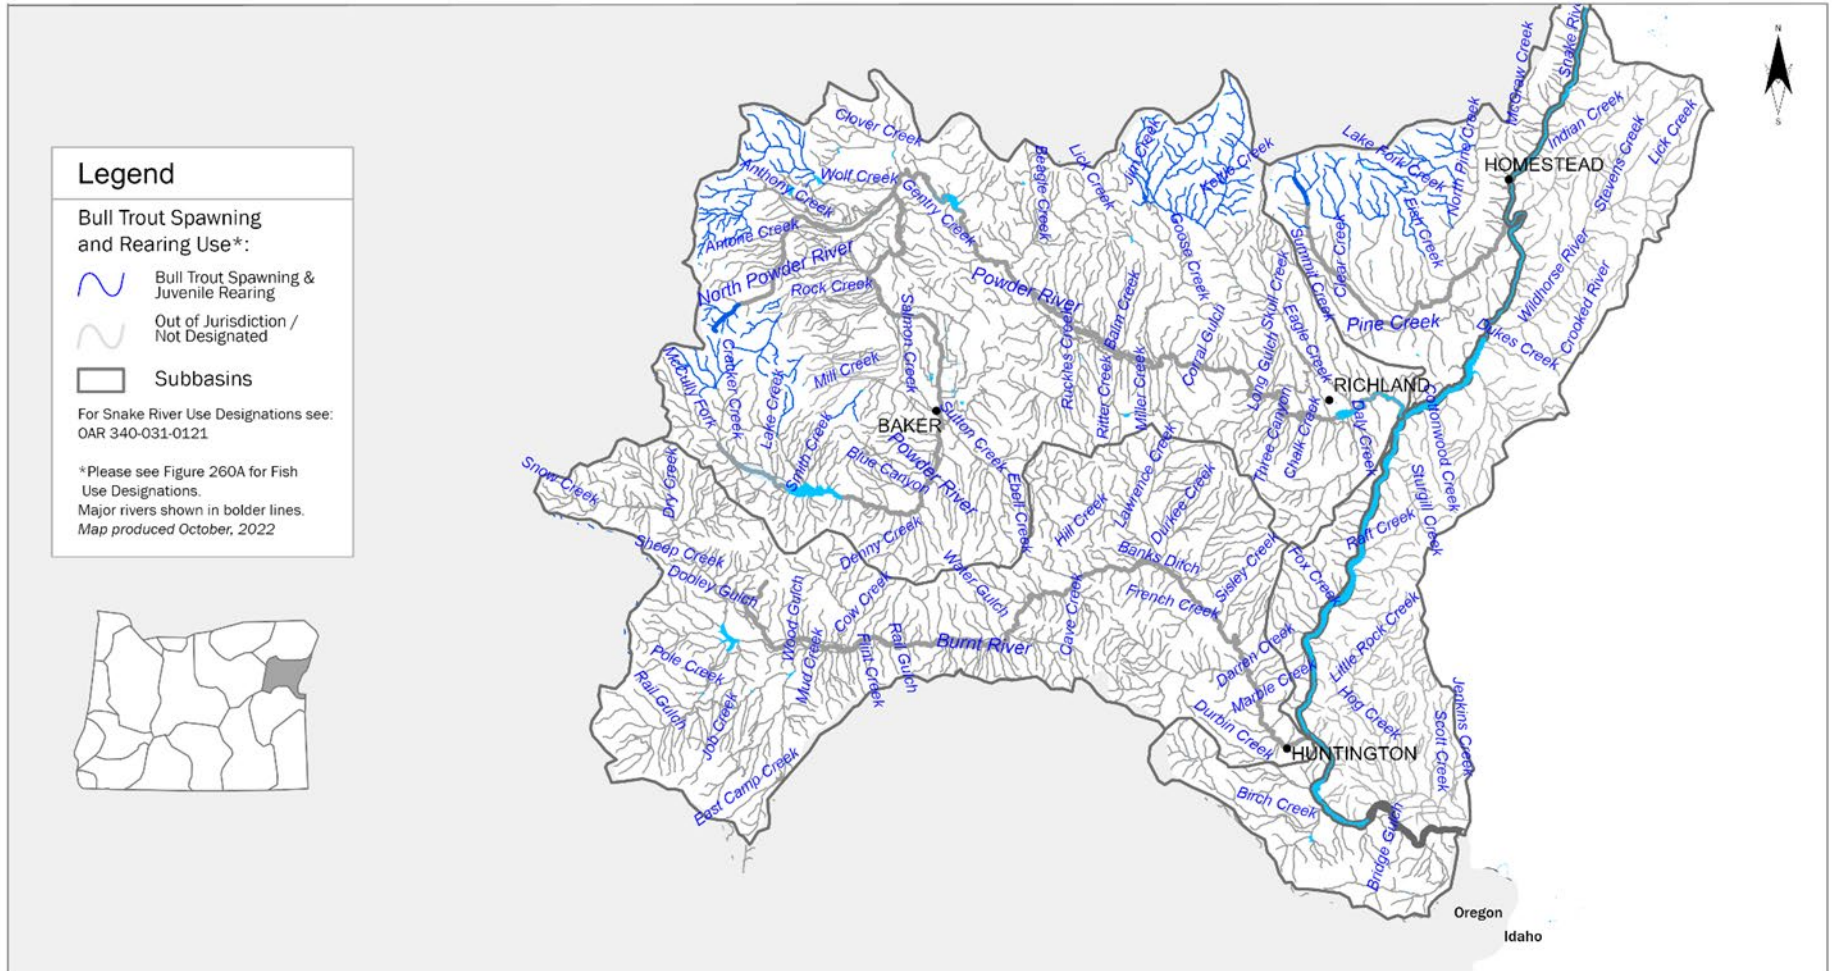 Legend
Bull Trout Spawning
and Rearing Use*:
Bull Trout Spawning &
Juvenile Rearing
Out of Jurisdiction /
Not Designated
Subbasins
For Snake River Use Designations see:
OAR 340-031-0121
*Please see Figure 260A for Fish
Use Designations.
Major rivers shown in bolder lines.
Map produced October, 2022
N
S
Snake Riv
McGraw Creek
Indian Creek
Lick Creek
Stevens Creek
HOMESTEAD
North Pine Creek
Lake Fork Creek
Fish Creek
Clear Creek
Summit Creek
Pine Creek
Wildhorse River
Crooked River
Dukes Creek
Clover Creek
Wolf Creek
Anthony Creek
Gentry Creek
Antone Creek
North Powder River
Rock Creek
Beagle Creek
Lick Creek
Jim Creek
Kettle Creek
Goose Creek
Powder River
Balm Creek
Ruckles Creek
Ritter Creek
Miller Creek
Corral Gulch
Skull Creek
Long Gulch
Eagle Creek
RICHLAND
Three Canyon
Chalk Creek
Daly Creek
Cottonwood Creek
Sturgill Creek
Raft Creek
Salmon Creek
Mill Creek
Cracker Creek
McCully Fork
Lake Creek
Smith Creek
BAKER
Sutton Creek
Powder River
Blue Canyon
Ebell Creek
Denny Creek
Snow Creek
Dry Creek
Sheep Creek
Dooley Gulch
Wood Gulch
Cow Creek
Mud Creek
Flint Creek
Rail Gulch
Burnt River
Water Gulch
Cave Creek
Hill Creek
Lawrence Creek
Durkee Creek
Banks Ditch
French Creek
Sisley Creek
Fox Creek
Darren Creek
Marble Creek
Little Rock Creek
Hog Creek
Jenkins Creek
Scott Creek
Durbin Creek
HUNTINGTON
Birch Creek
Bridge Gulch
Pole Creek
Rail Gulch
Job Creek
East Camp Creek
Oregon
Idaho